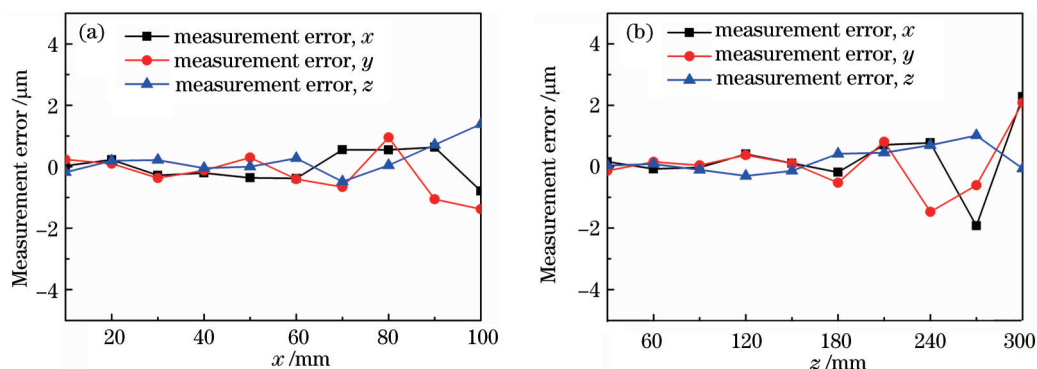 (a)
measurement error, x
measurement error, y
measurement error, z
Measurement error /μm
4
2
0
−2
−4
20
40
60
80
100
x /mm
(b)
measurement error, x
measurement error, y
measurement error, z
Measurement error /μm
4
2
0
−2
−4
60
120
180
240
300
z /mm